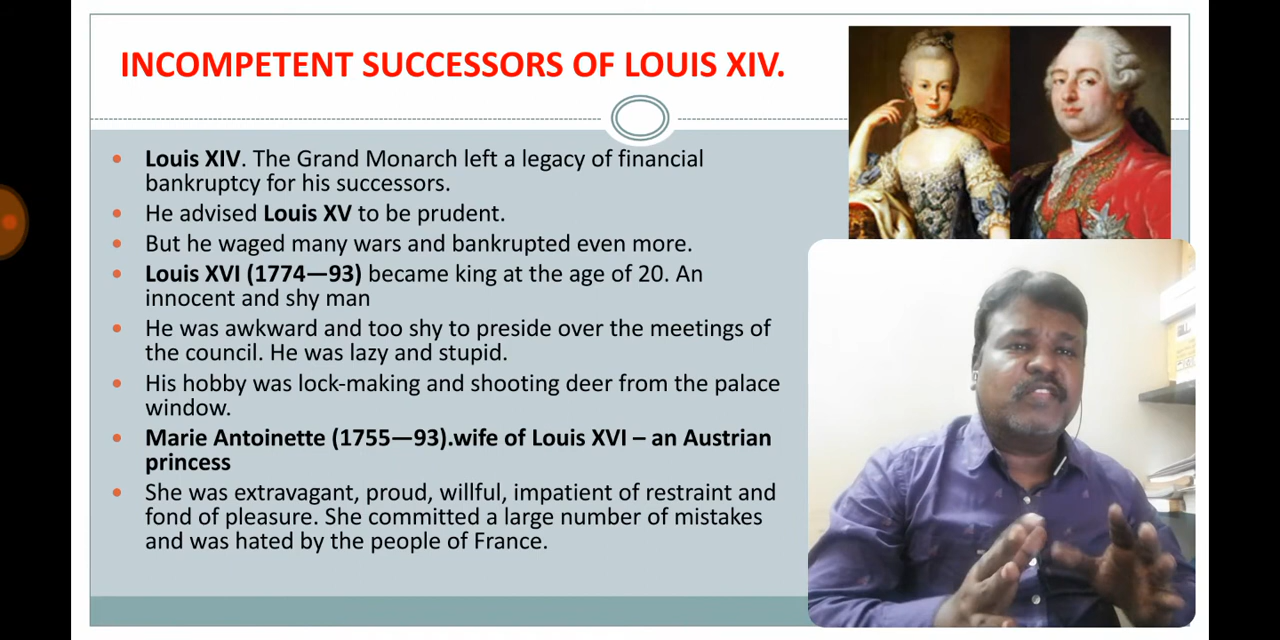 INCOMPETENT SUCCESSORS OF LOUIS XIV.
Louis XIV. The Grand Monarch left a legacy of financial
bankruptcy for his successors.
He advised Louis XV to be prudent.
But he waged many wars and bankrupted even more.
Louis XVI (1774—93) became king at the age of 20. An
innocent and shy man
He was awkward and too shy to preside over the meetings of
the council. He was lazy and stupid.
His hobby was lock-making and shooting deer from the palace
window.
Marie Antoinette (1755—93).wife of Louis XVI – an Austrian
princess
She was extravagant, proud, willful, impatient of restraint and
fond of pleasure. She committed a large number of mistakes
and was hated by the people of France.